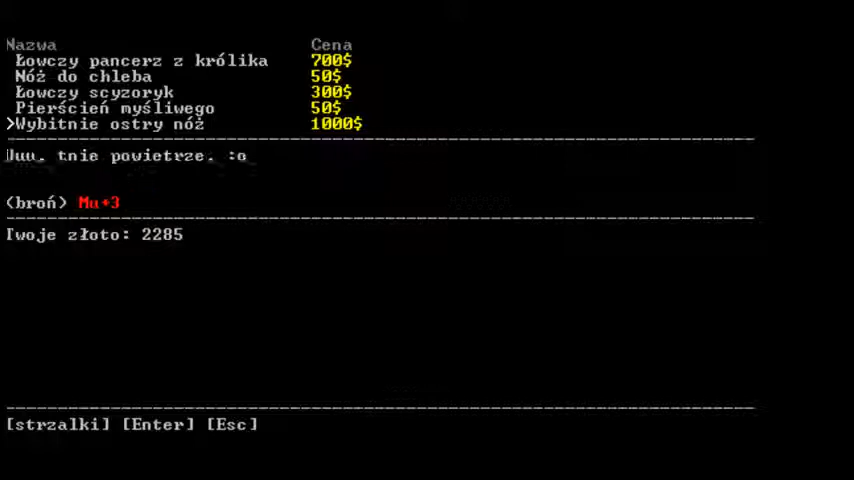 Nazwa Cena
Łowczy pancerz z królika 700$
Nóż do chleba 50$
Łowczy scyzoryk 300$
Pierścień myśliwego 50$
>Wybitnie ostry nóż 1000$
Uuu. tnie powietrze. :o
(broń) Mu+3
Twoje złoto: 2285
[strzalki] [Enter] [Esc]